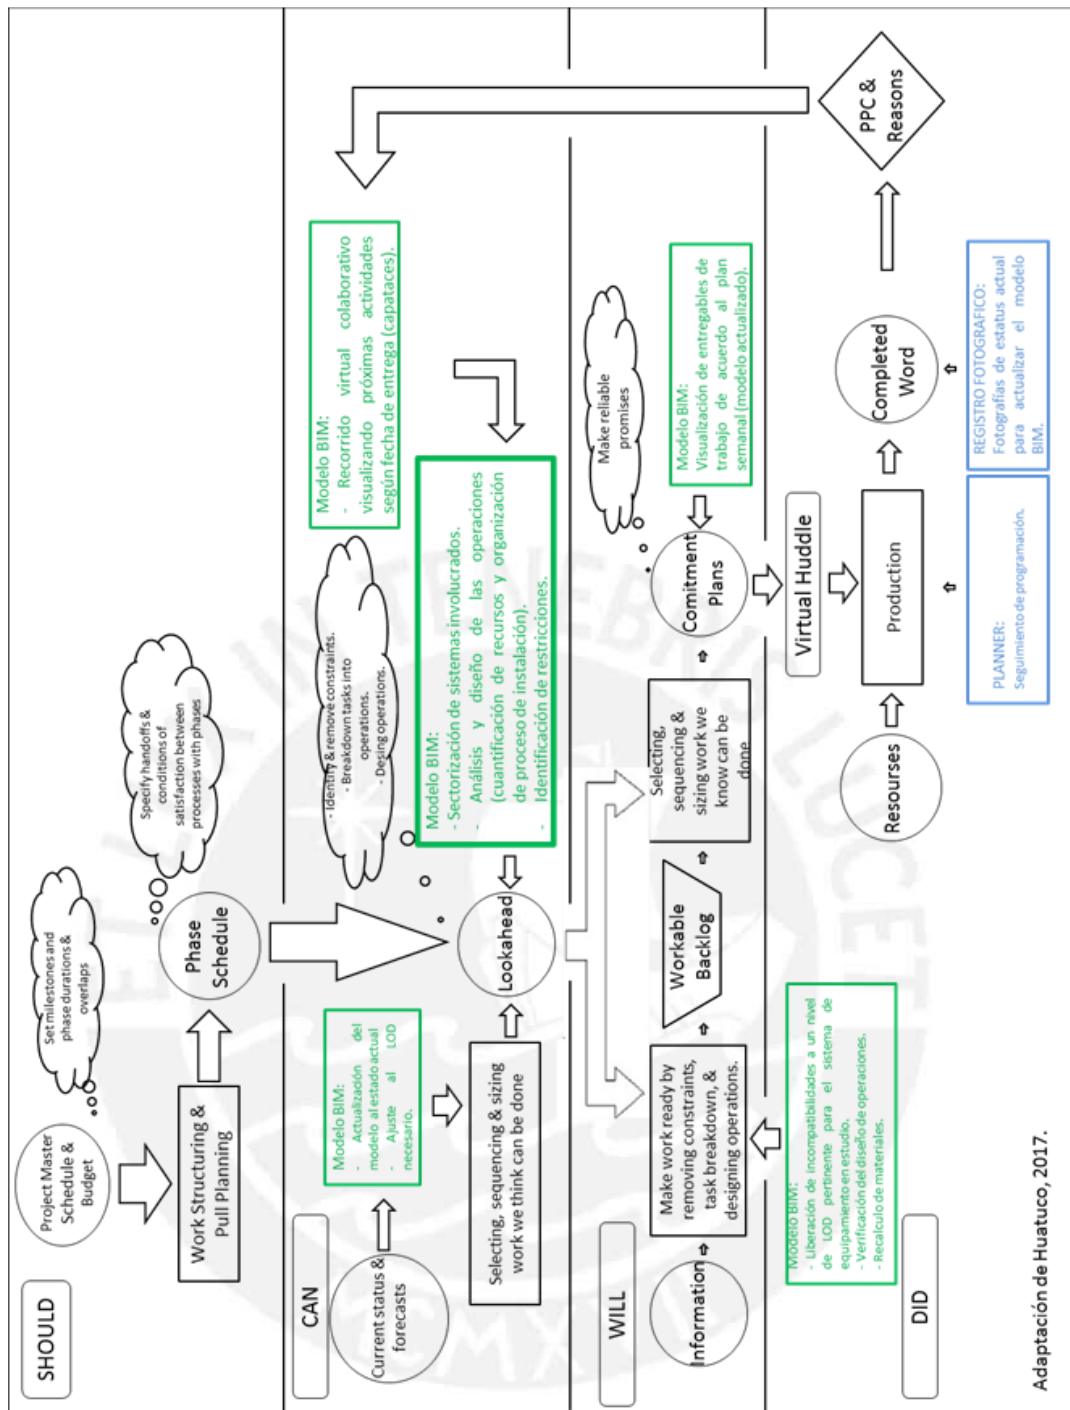 SHOULD
Project Master
Schedule &
Budget
Set milestones and
phase durations &
overlaps
Work Structuring &
Pull Planning
Phase
Schedule
Specify handoffs &
conditions of
satisfaction between
processes with phases
CAN
Current status &
forecasts
Modelo BIM:
- Actualización del
modelo al estado actual
- Ajuste al LOD
necesario.
Selecting, sequencing & sizing
work we think can be done
Lookahead
- Identify & remove constraints.
- Breakdown tasks into
operations.
- Desing operations.
Modelo BIM:
- Sectorización de sistemas involucrados.
- Análisis y diseño de las operaciones
(cuantificación de recursos y organización
de proceso de instalación).
- Identificación de restricciones.
Modelo BIM:
- Recorrido virtual colaborativo
visualizando próximas actividades
según fecha de entrega (capataces).
WILL
Information
Make work ready by
removing constraints,
task breakdown, &
designing operations.
Workable
Backlog
Selecting,
sequencing &
sizing work we
know can be
done
Comitment
Plans
Make reliable
promises
Modelo BIM:
Visualización de entregables de
trabajo de acuerdo al plan
semanal (modelo actualizado).
DID
Modelo BIM:
- Liberación de incompatibilidades a un nivel
de LOD pertinente para el sistema de
equipamiento en estudio.
- Verificación del diseño de operaciones.
- Recalculo de materiales.
Virtual Huddle
Resourses
Production
Completed
Word
PPC &
Reasons
PLANNER:
Seguimiento de programación.
REGISTRO FOTOGRAFICO:
Fotografías de estatus actual
para actualizar el modelo
BIM.
Adaptación de Huatuco, 2017.
ET LUX IN TENEBRIS LUCET